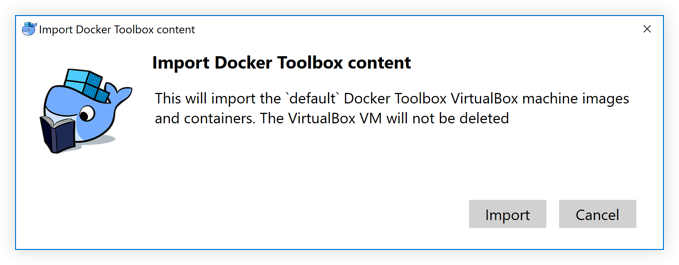 Import Docker Toolbox content
Import Docker Toolbox content
This will import the `default` Docker Toolbox VirtualBox machine images
and containers. The VirtualBox VM will not be deleted
Import
Cancel